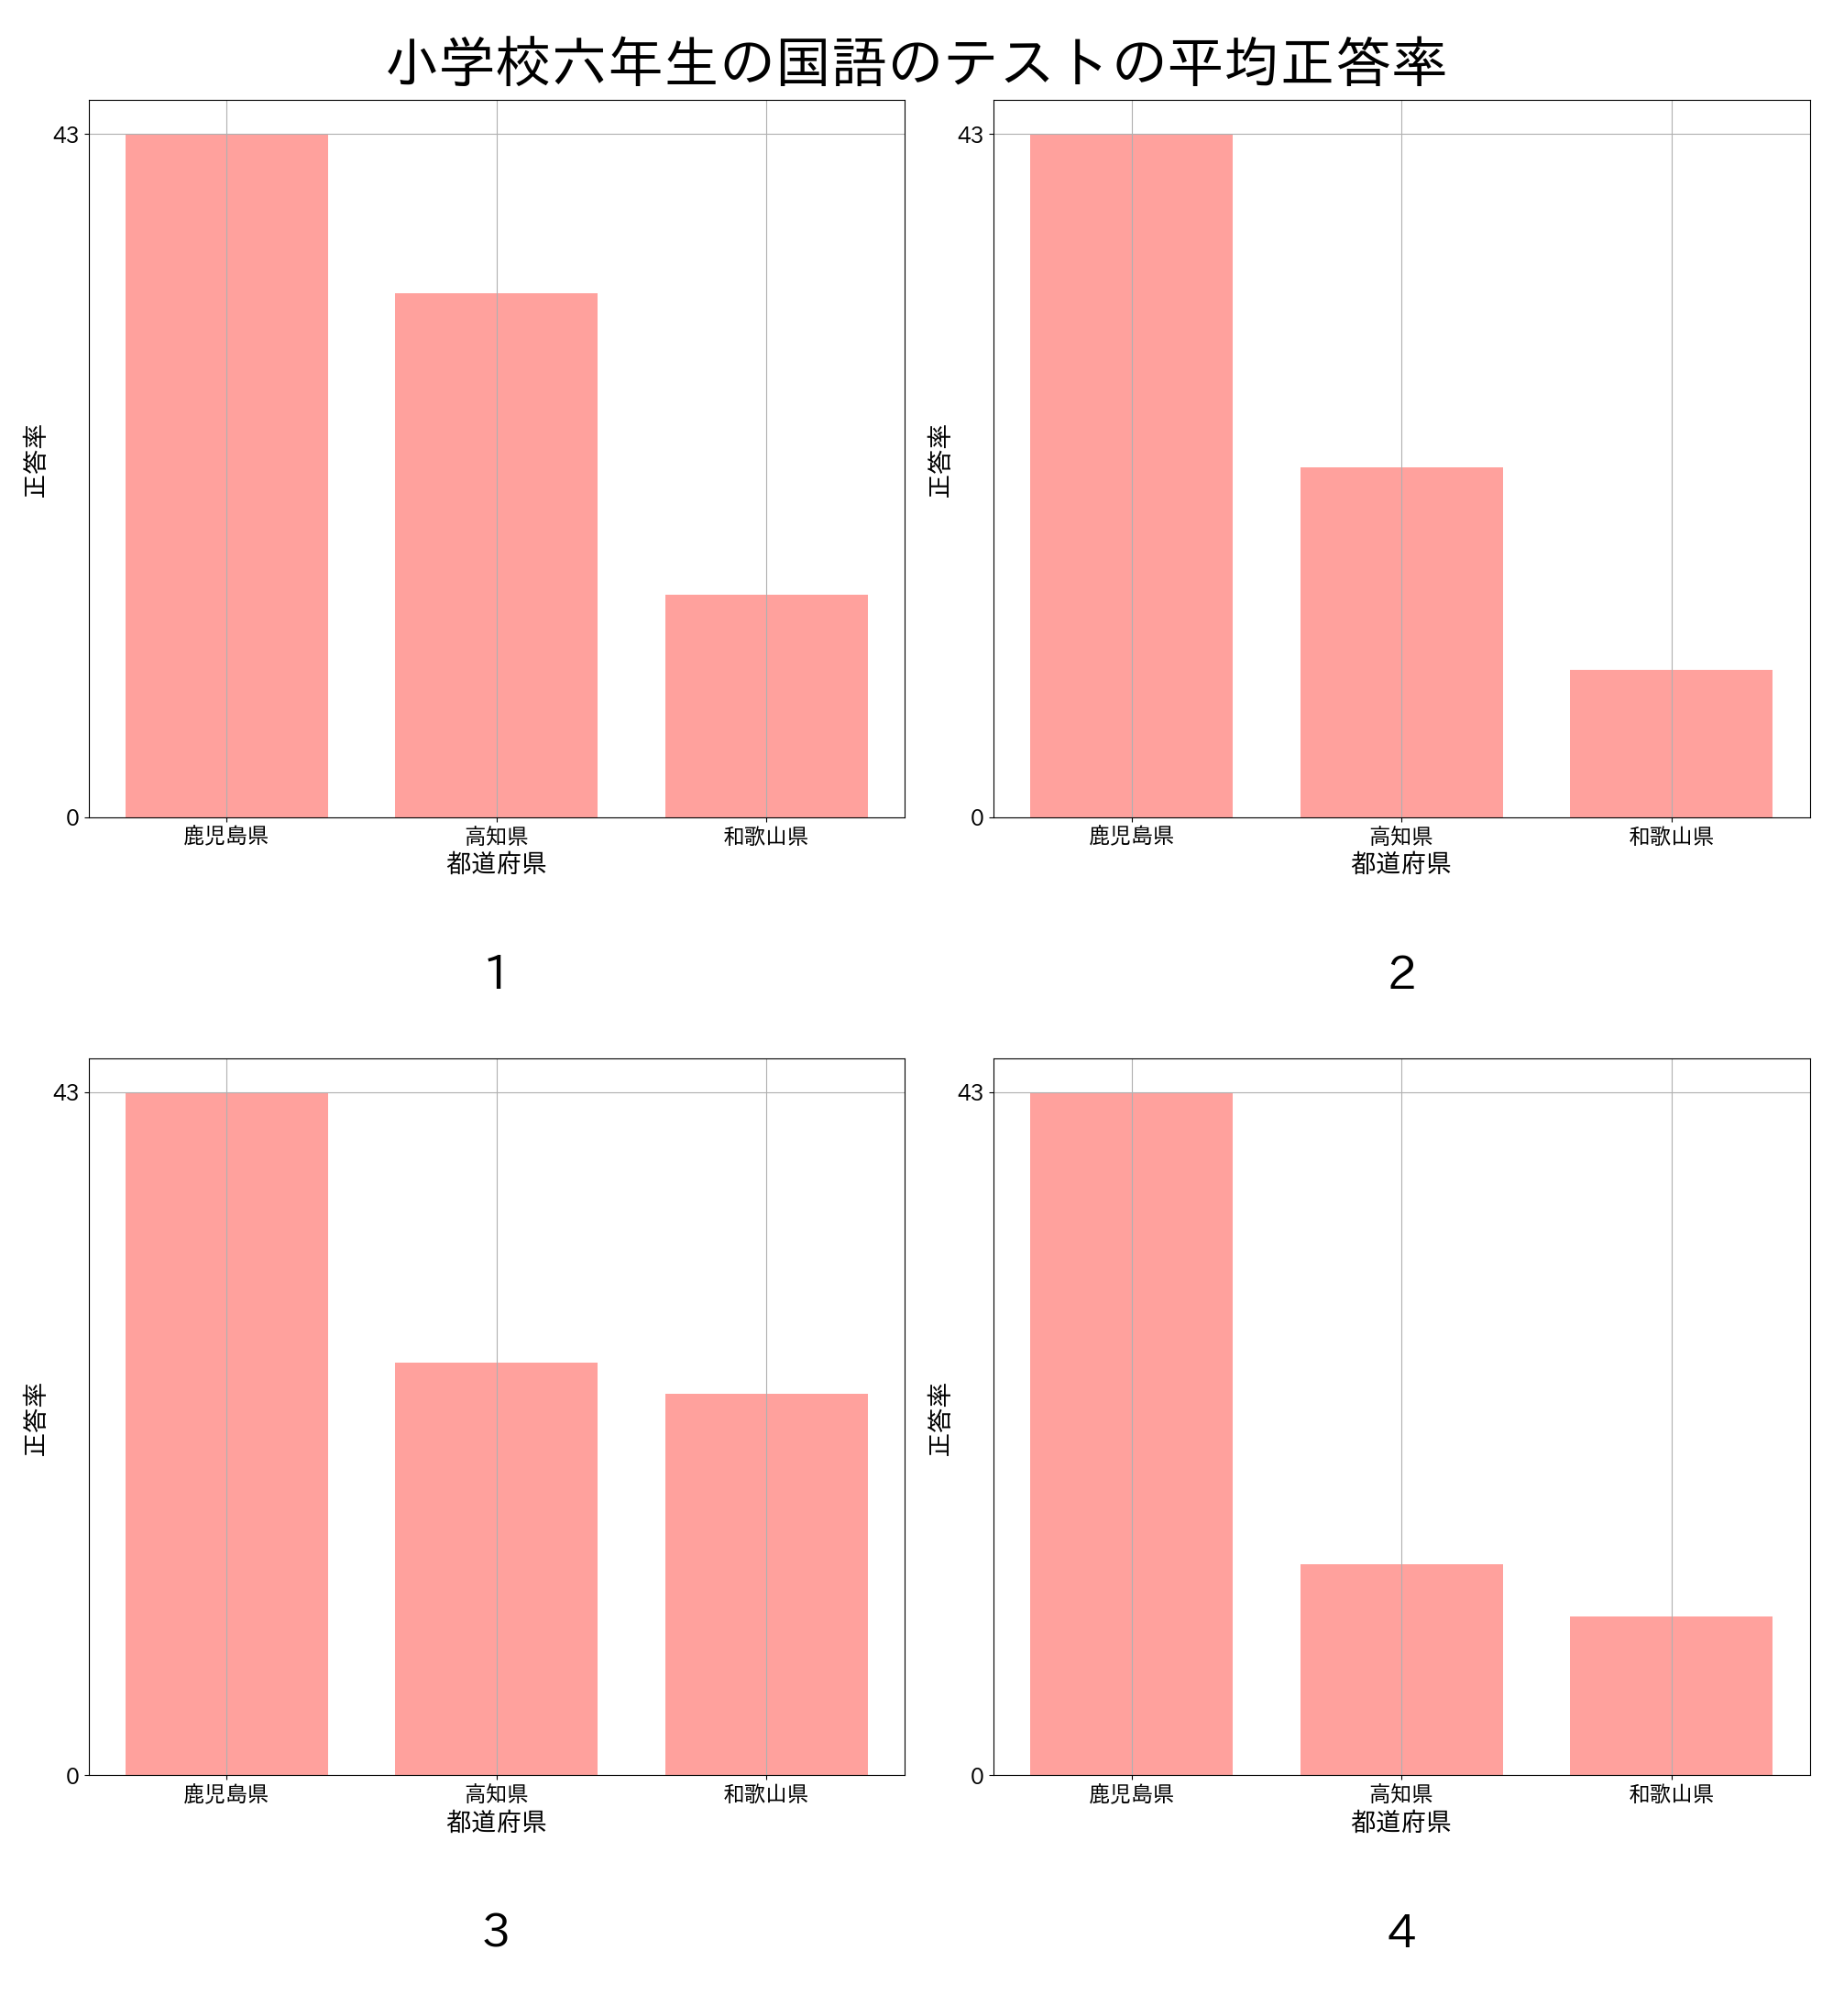 小学校六年生の国語のテストの平均正答率
43
0
正答率
鹿児島県 高知県 和歌山県
都道府県
1
43
0
正答率
鹿児島県 高知県 和歌山県
都道府県
2
43
0
正答率
鹿児島県 高知県 和歌山県
都道府県
3
43
0
正答率
鹿児島県 高知県 和歌山県
都道府県
4